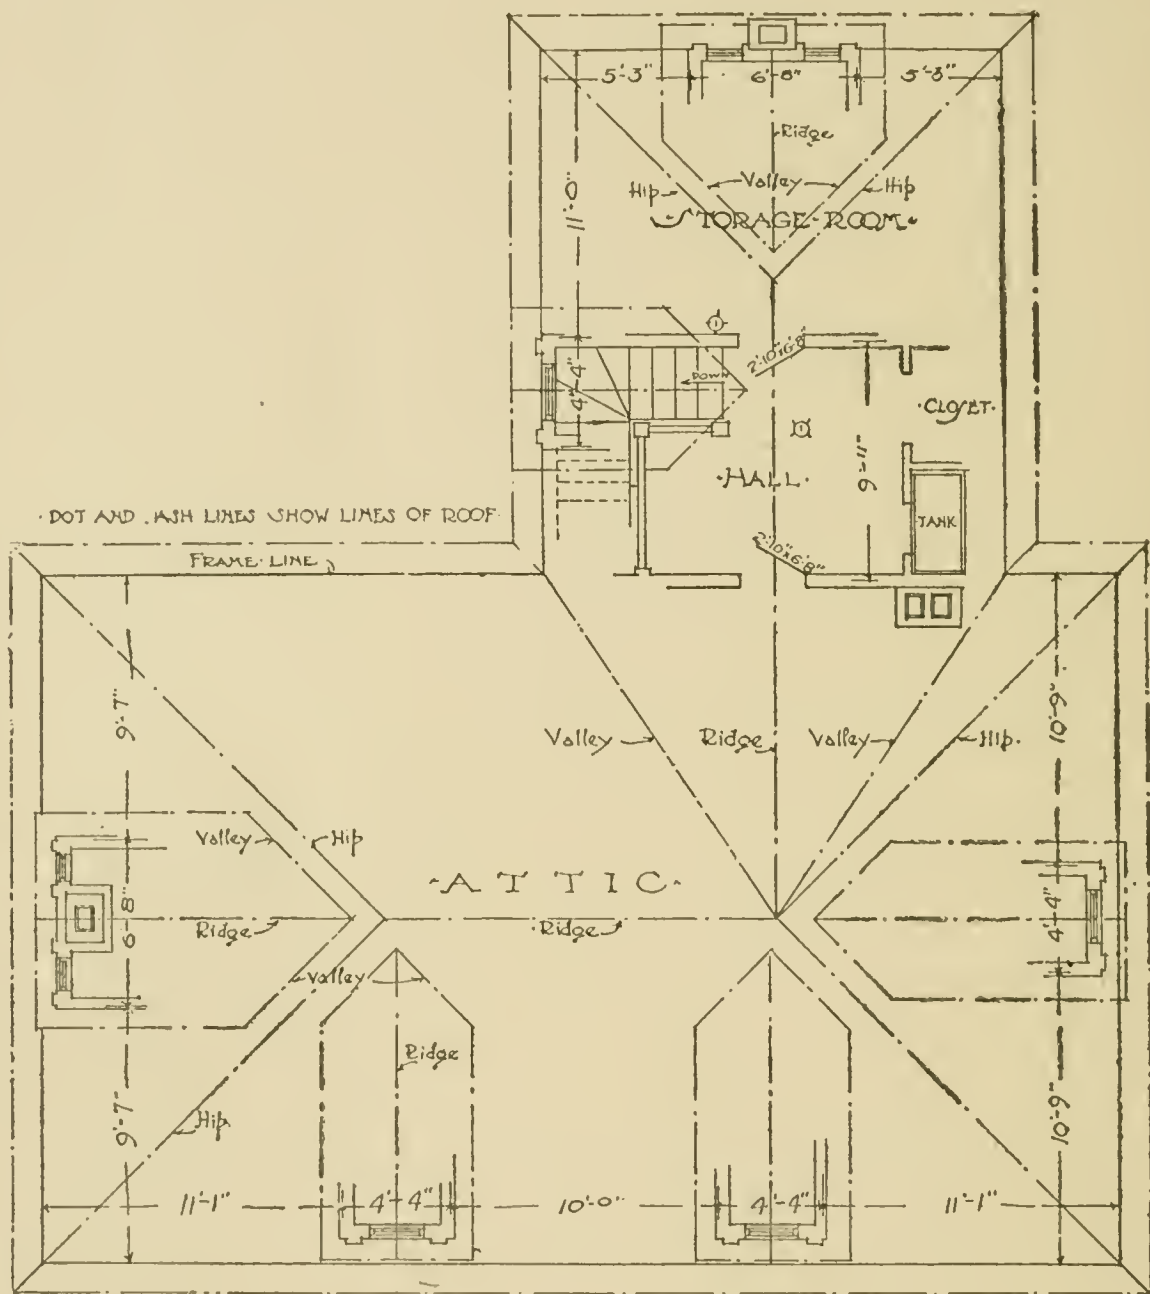 5'-3" 6'-8" 5'-3"
Ridge
11'-0"
Hip Valley Hip
·STORAGE·ROOM·
2'-10"x6'-8"
DOWN
4'-4"
·CLOSET·
9'-11"
·HALL·
TANK
·DOT AND DASH LINES SHOW LINES OF ROOF·
2'-10"x6'-8"
FRAME·LINE
9'-7"
10'-9"
Valley Ridge Valley Hip.
Valley Hip
·ATTIC·
6'-8"
4'-4"
Ridge Ridge
Valley
Ridge
9'-7"
Hip
10'-9"
11'-1" 4'-4" 10'-0" 4'-4" 11'-1"